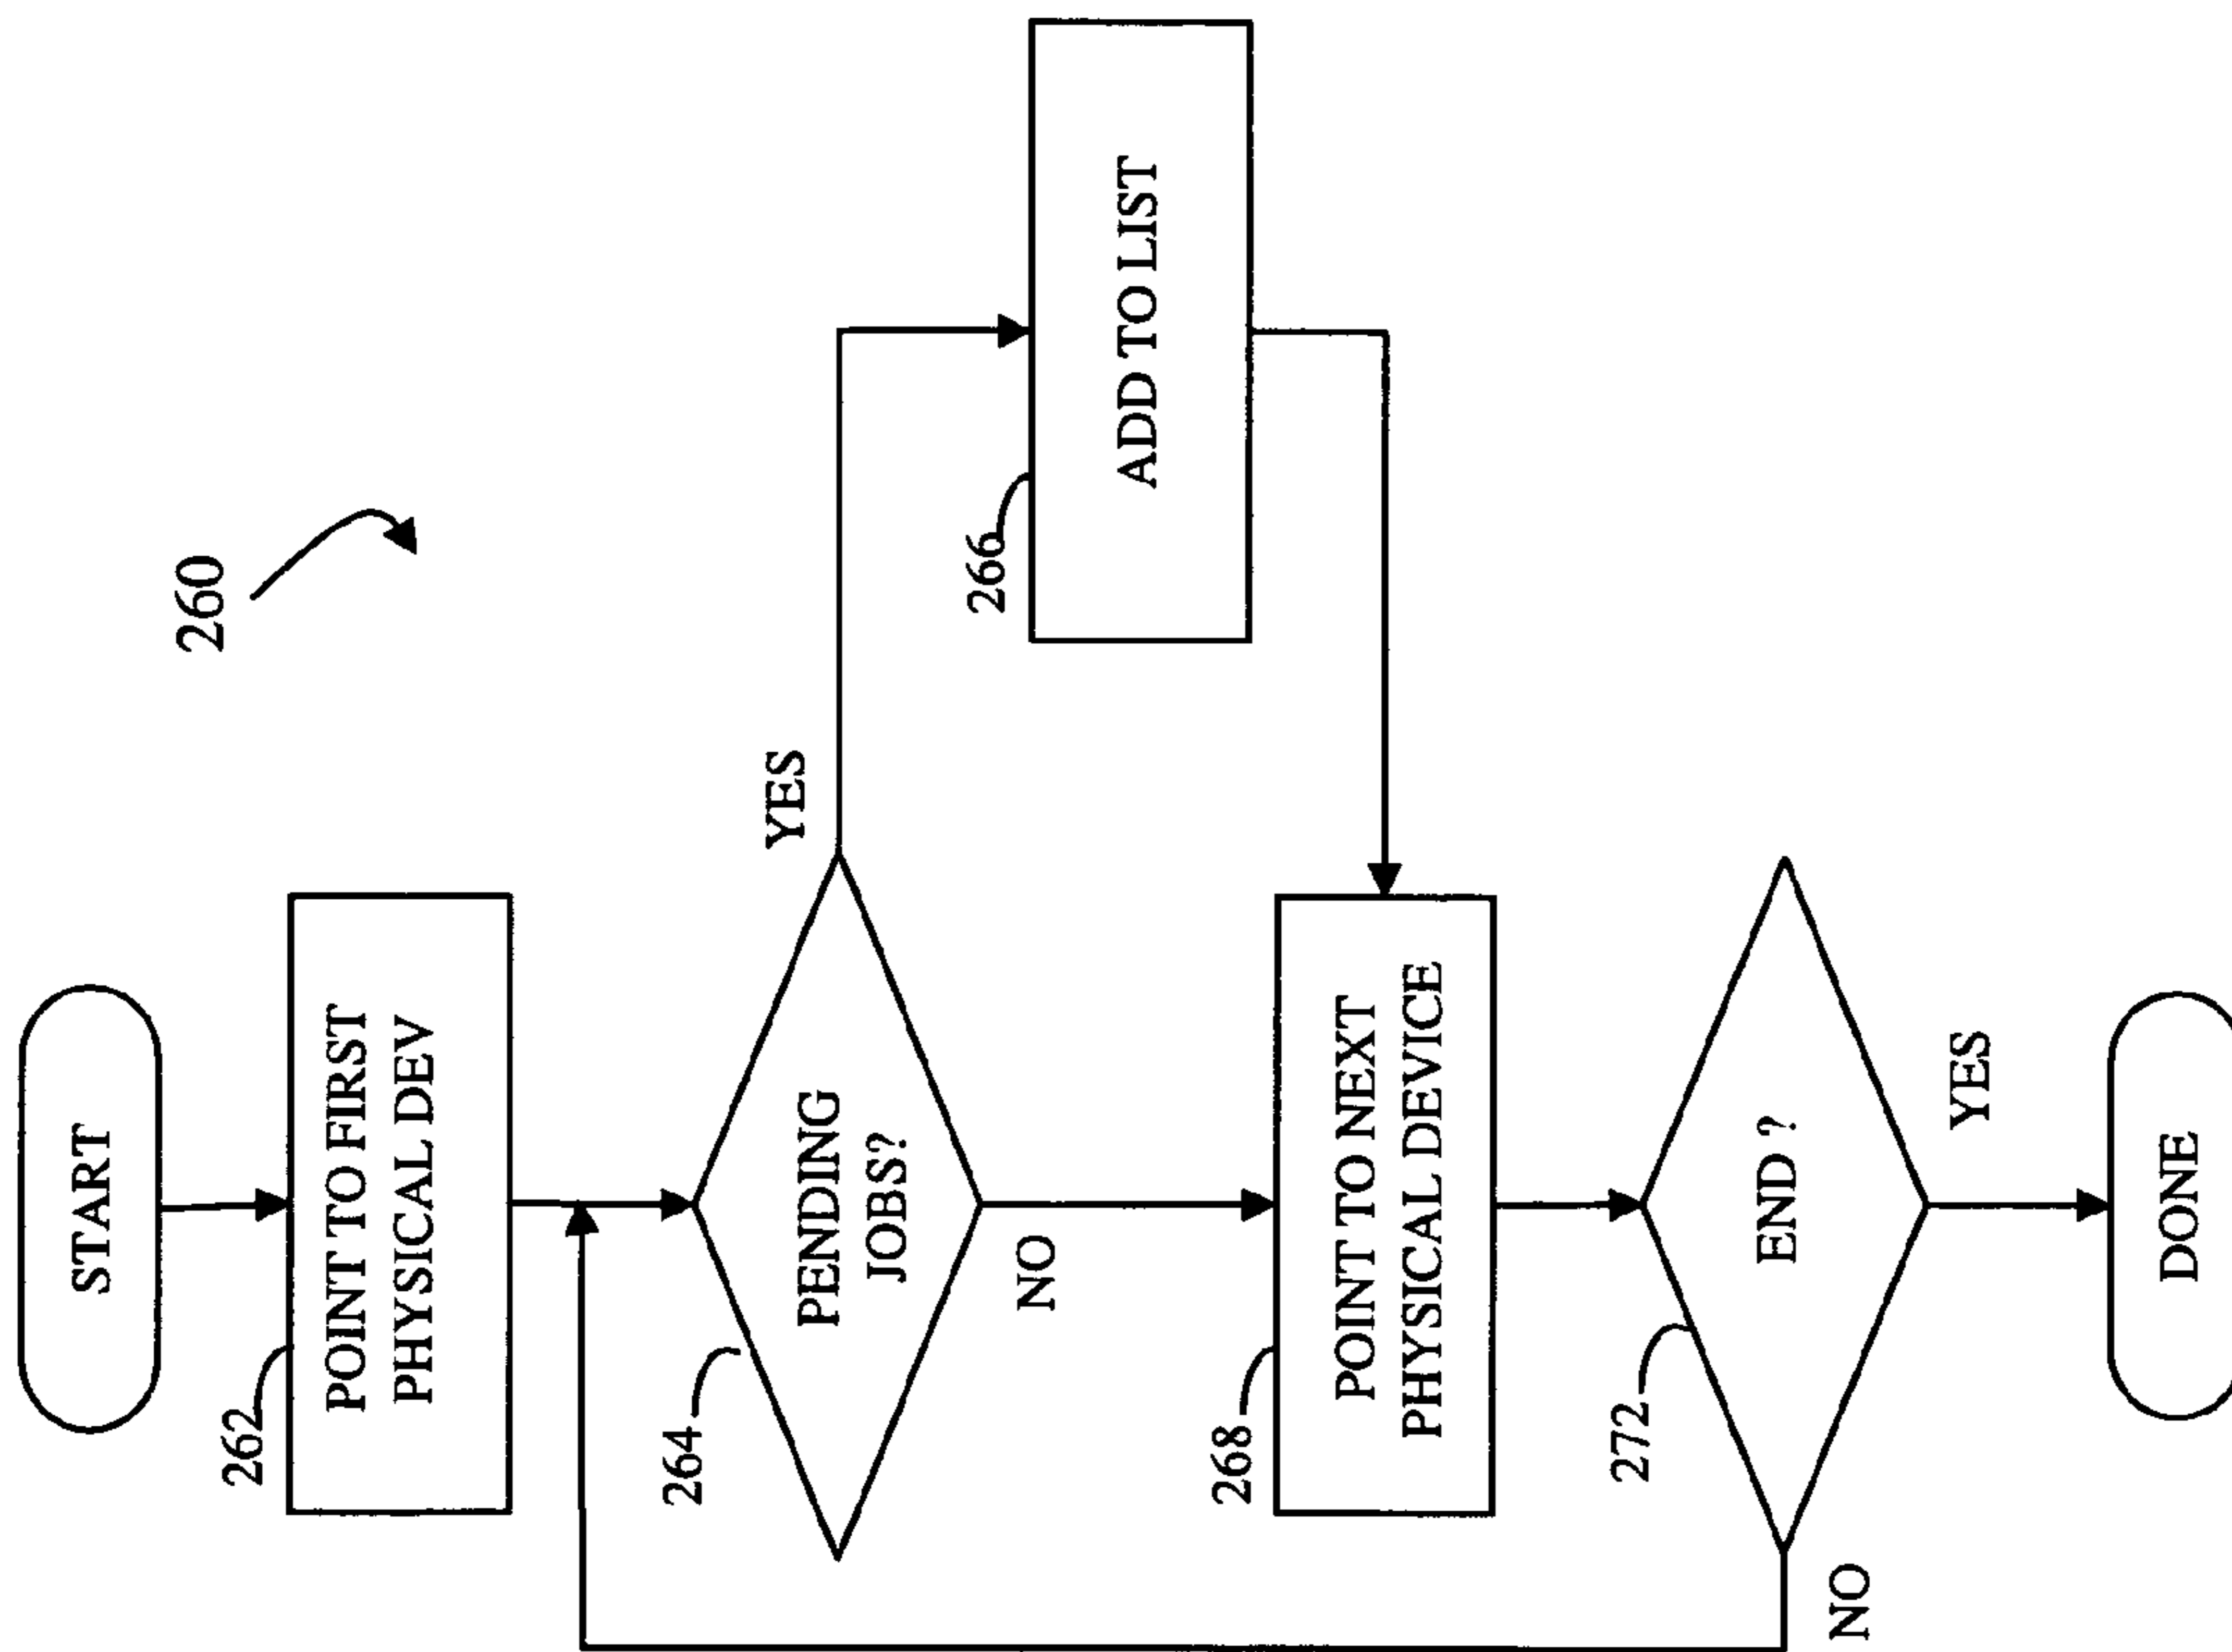 260
START
262
POINT TO FIRST
PHYSICAL DEV
264
PENDING
JOBS?
YES
NO
266
ADD TO LIST
268
POINT TO NEXT
PHYSICAL DEVICE
272
END ?
NO
YES
DONE